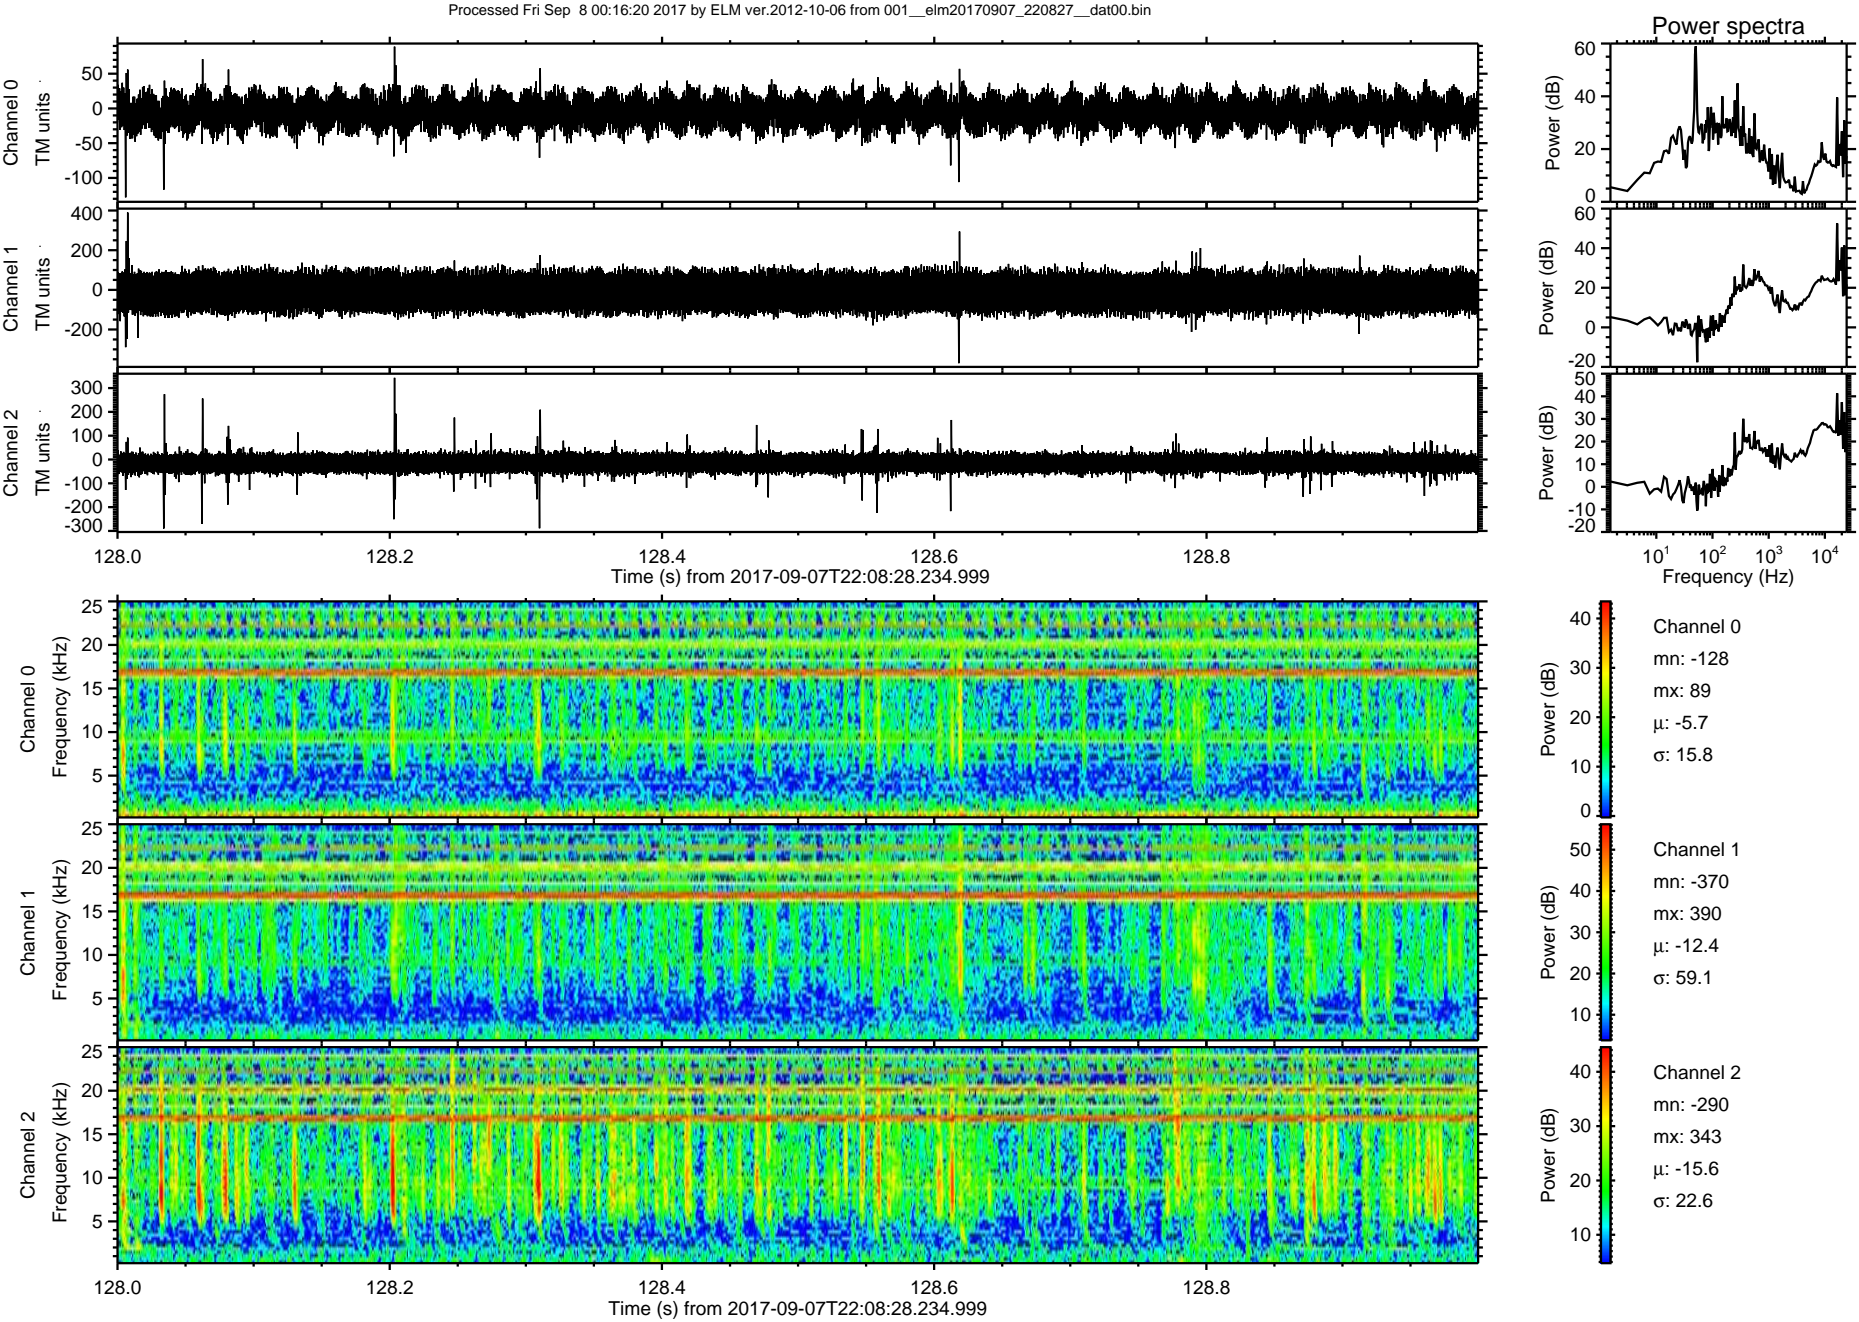 Processed Fri Sep  8 00:16:20 2017 by ELM ver.2012-10-06 from 001__elm20170907_220827__dat00.bin
Power spectra
Channel 0
TM units
50
0
-50
-100
Power (dB)
60
40
20
0
Channel 1
TM units
400
200
0
-200
Power (dB)
60
40
20
0
-20
Channel 2
TM units
300
200
100
0
-100
-200
-300
Power (dB)
50
40
30
20
10
0
-10
-20
128.0 128.2 128.4 128.6 128.8
Time (s) from 2017-09-07T22:08:28.234.999
10^1 10^2 10^3 10^4
Frequency (Hz)
Channel 0
Frequency (kHz)
25
20
15
10
5
Power (dB)
40
30
20
10
0
Channel 0
mn: -128
mx: 89
μ: -5.7
σ: 15.8
Channel 1
Frequency (kHz)
25
20
15
10
5
Power (dB)
50
40
30
20
10
Channel 1
mn: -370
mx: 390
μ: -12.4
σ: 59.1
Channel 2
Frequency (kHz)
25
20
15
10
5
Power (dB)
40
30
20
10
Channel 2
mn: -290
mx: 343
μ: -15.6
σ: 22.6
128.0 128.2 128.4 128.6 128.8
Time (s) from 2017-09-07T22:08:28.234.999